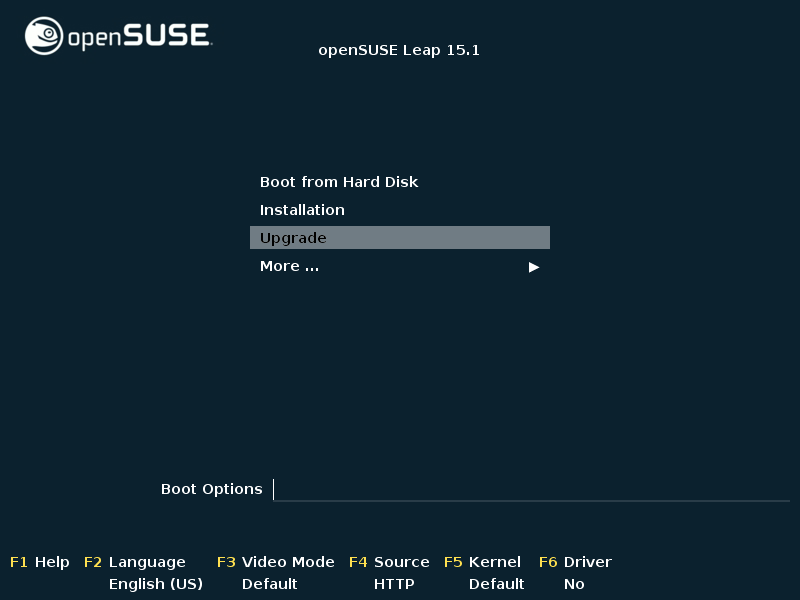 openSUSE.
openSUSE Leap 15.1
Boot from Hard Disk
Installation
Upgrade
More ...
Boot Options
F1 Help F2 Language F3 Video Mode F4 Source F5 Kernel F6 Driver
English (US) Default HTTP Default No